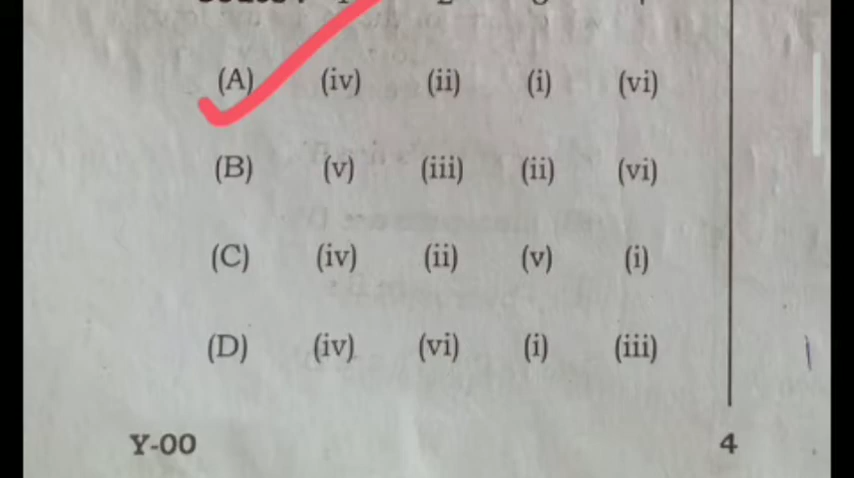 (A) (iv) (ii) (i) (vi)
(B) (v) (iii) (ii) (vi)
(C) (iv) (ii) (v) (i)
(D) (iv) (vi) (i) (iii)
Y-00 4